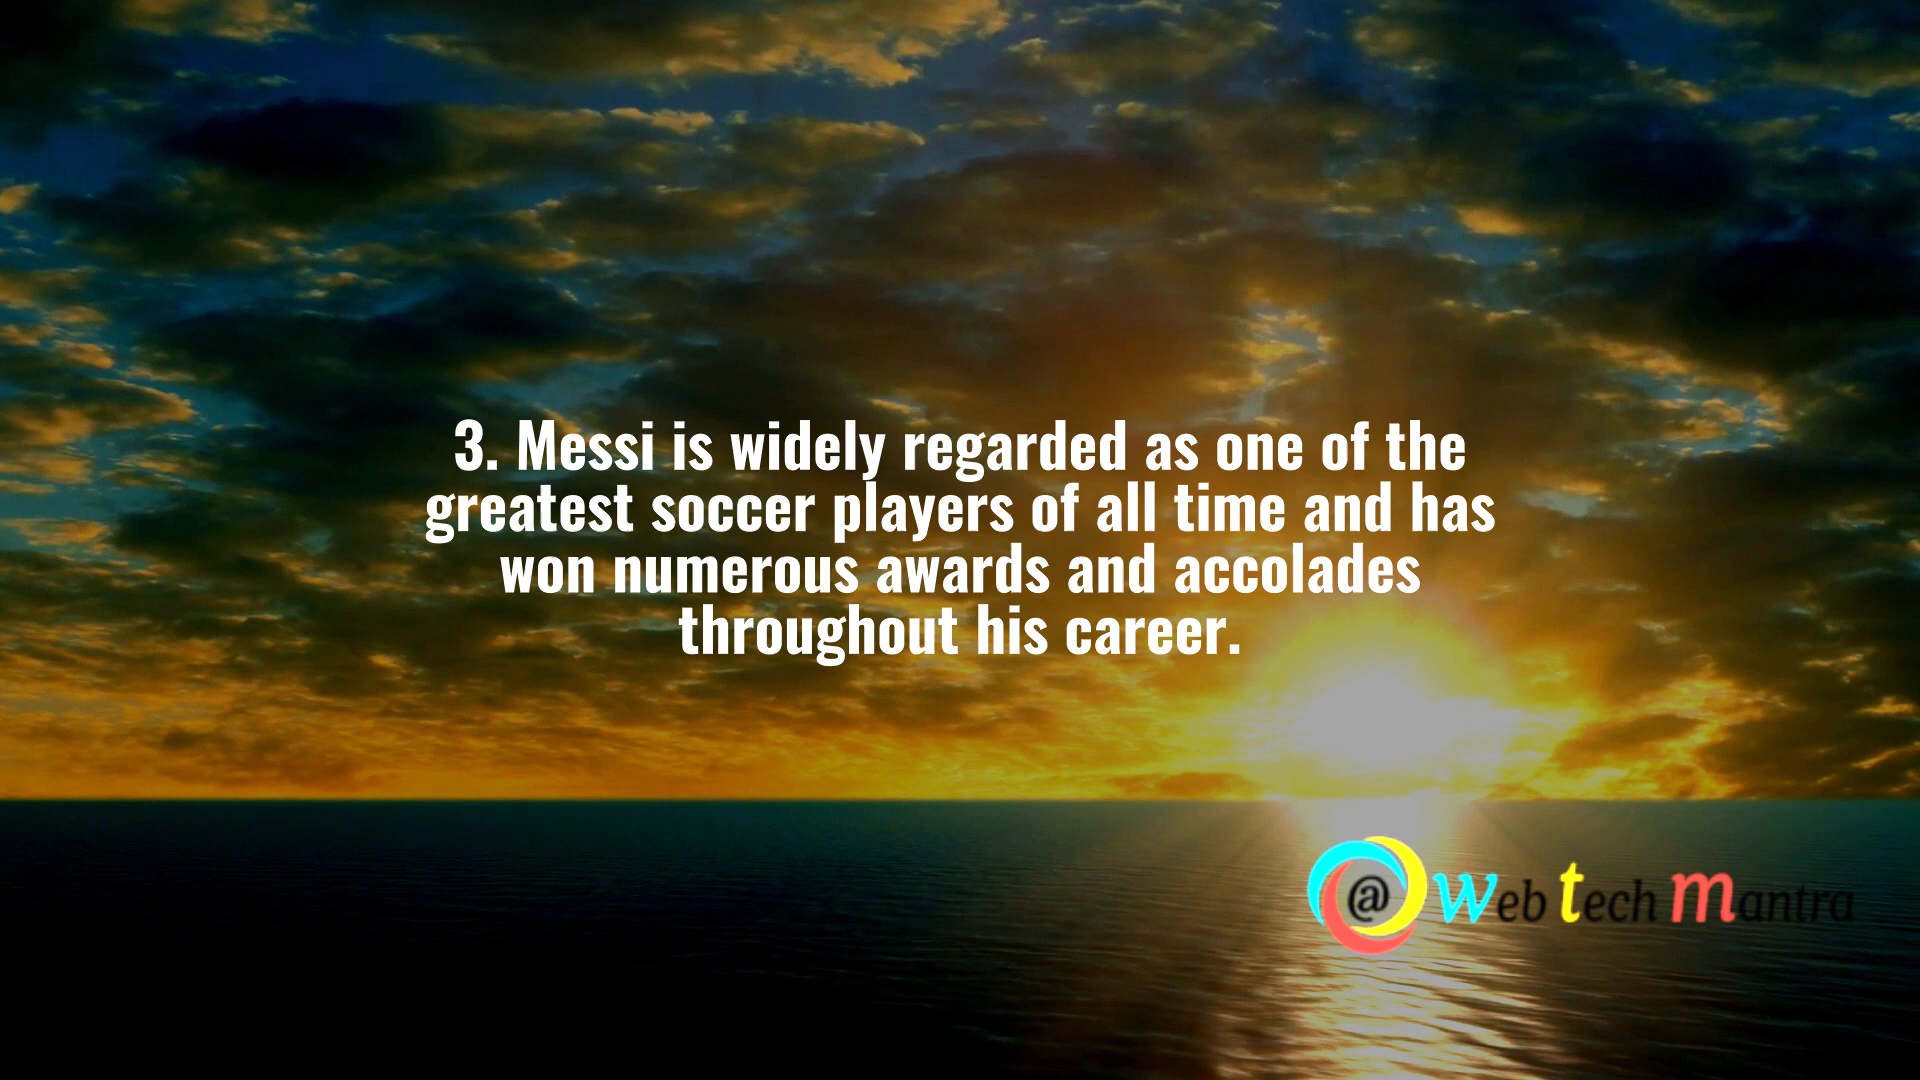 3. Messi is widely regarded as one of the
greatest soccer players of all time and has
won numerous awards and accolades
throughout his career.
@ Web tech Mantra